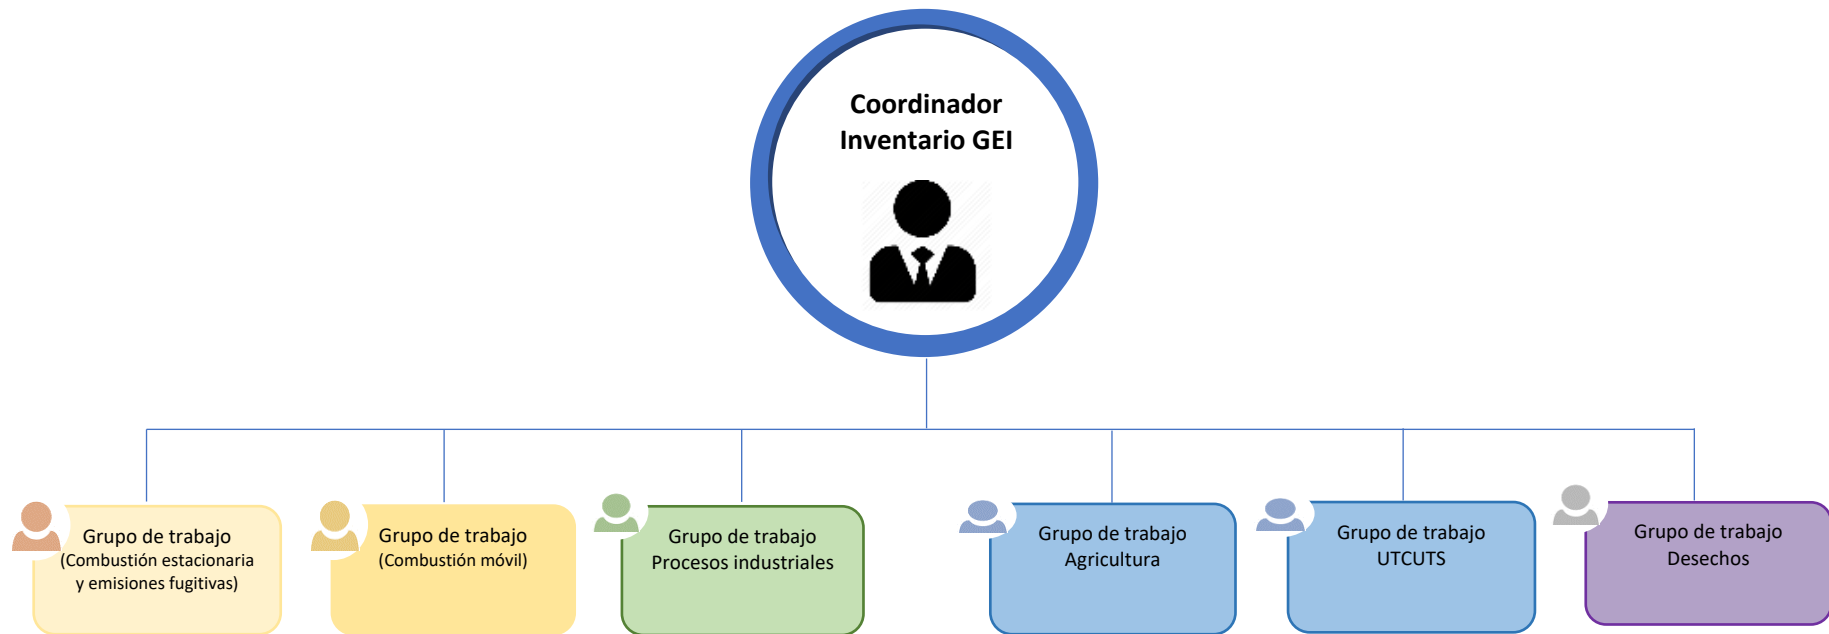 Coordinador
Inventario GEI
Grupo de trabajo
(Combustión estacionaria
y emisiones fugitivas)
Grupo de trabajo
(Combustión móvil)
Grupo de trabajo
Procesos industriales
Grupo de trabajo
Agricultura
Grupo de trabajo
UTCUTS
Grupo de trabajo
Desechos